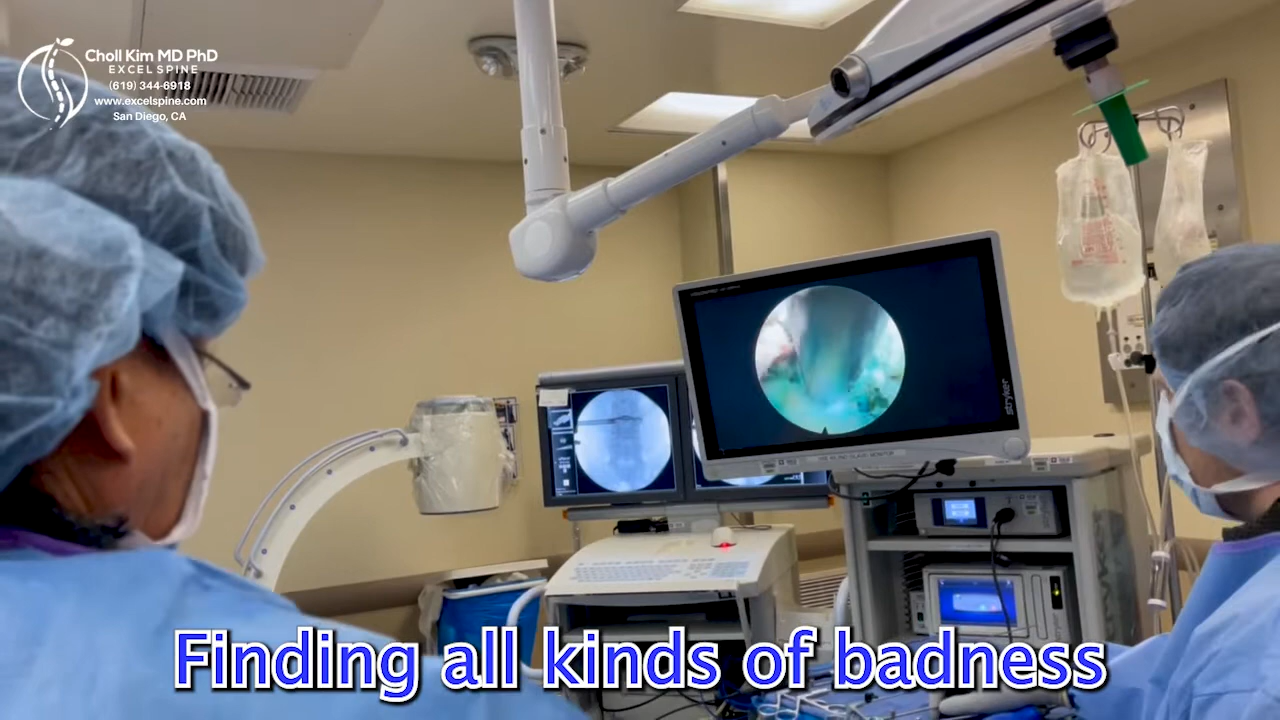 Choll Kim MD PhD
EXCEL SPINE
(619) 344-6918
www.excelspine.com
San Diego, CA
stryker
Finding all kinds of badness